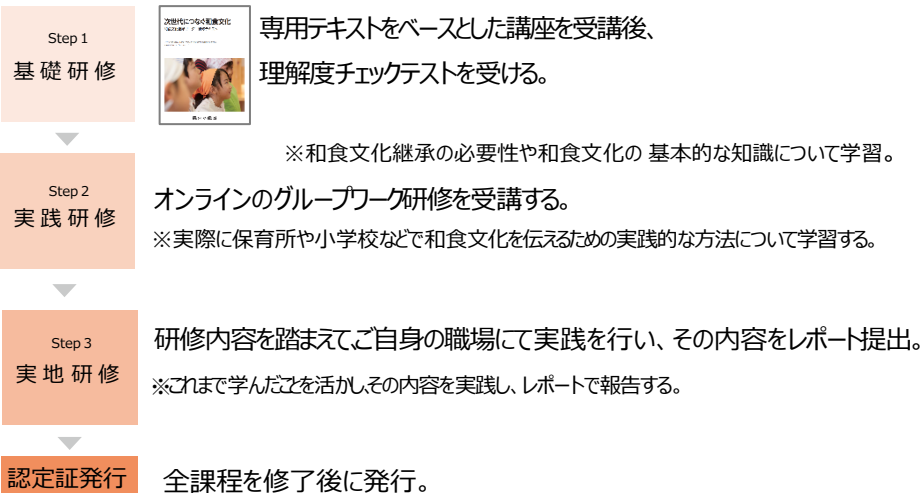 Step 1
基礎研修
次世代につなぐ和食文化
専用テキストをベースとした講座を受講後、
理解度チェックテストを受ける。
※和食文化継承の必要性や和食文化の 基本的な知識について学習。
Step 2
実践研修
オンラインのグループワーク研修を受講する。
※実際に保育所や小学校などで和食文化を伝えるための実践的な方法について学習する。
Step 3
実地研修
研修内容を踏まえて、ご自身の職場にて実践を行い、その内容をレポート提出。
※これまで学んだことを活かし、その内容を実践し、レポートで報告する。
認定証発行
全課程を修了後に発行。